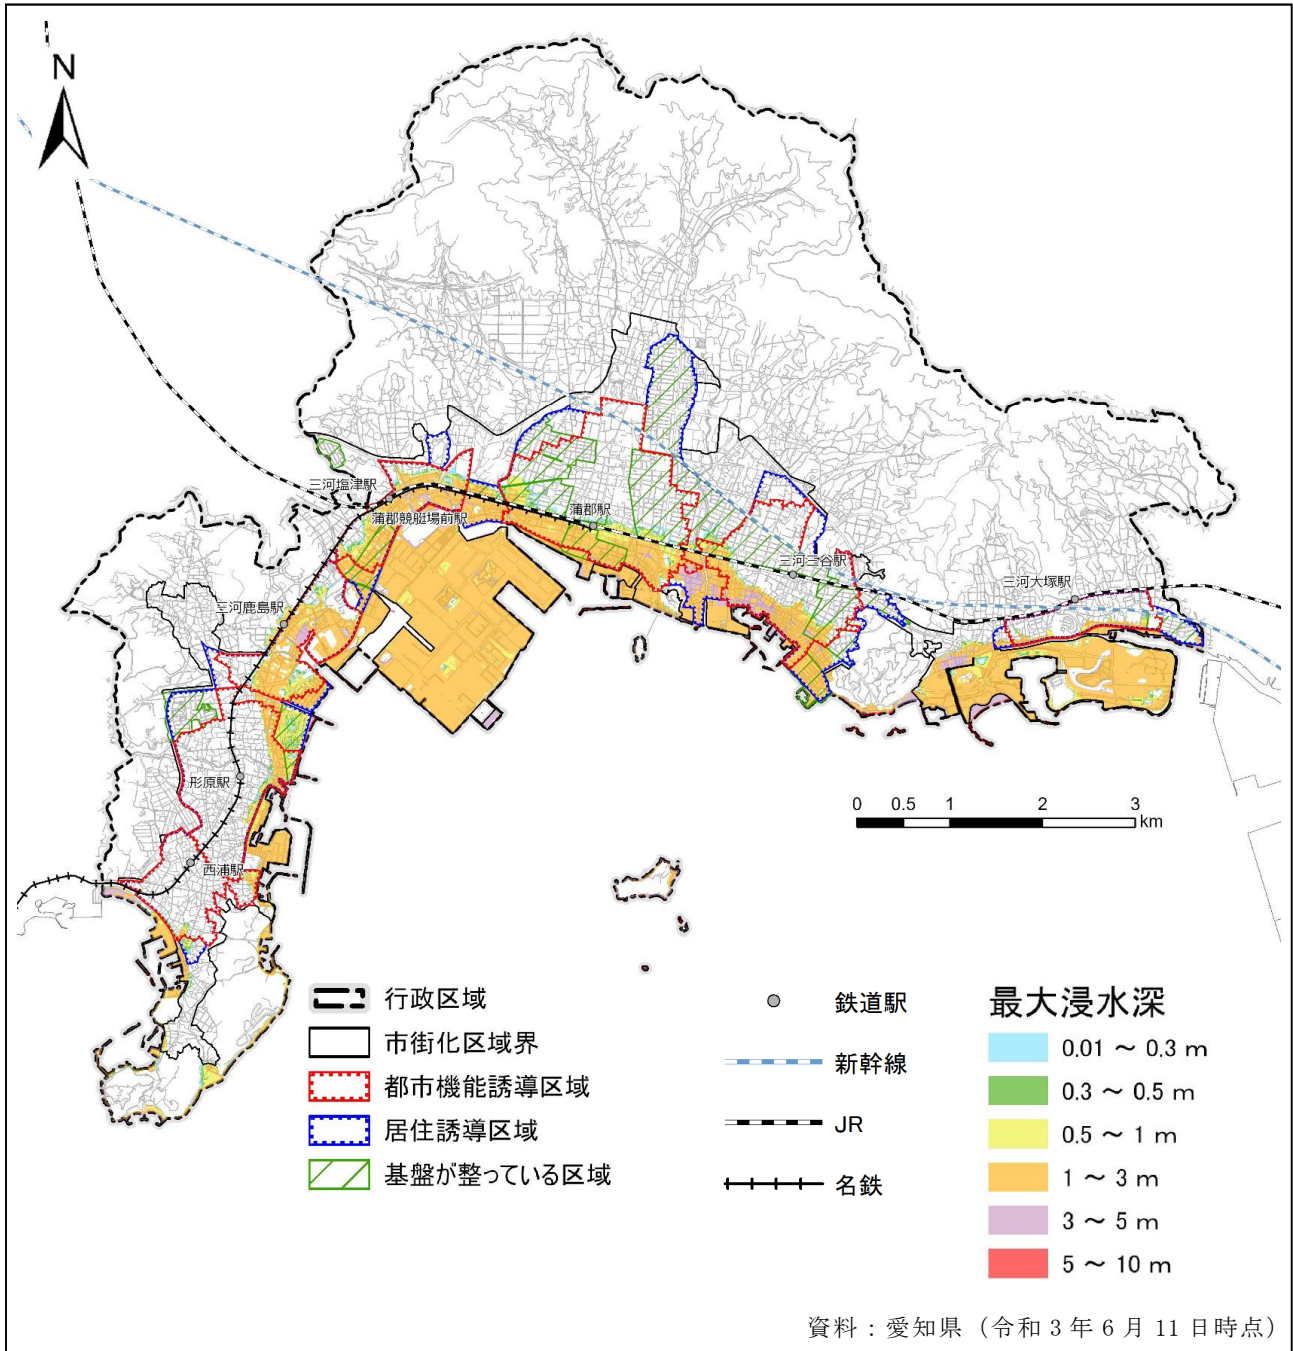 N
三河塩津駅
蒲郡競艇場前駅
蒲郡駅
三河三谷駅
三河大塚駅
三河鹿島駅
形原駅
西浦駅
0 0.5 1 2 3 km
行政区域
市街化区域界
都市機能誘導区域
居住誘導区域
基盤が整っている区域
鉄道駅
新幹線
JR
名鉄
最大浸水深
0.01 ～ 0.3 m
0.3 ～ 0.5 m
0.5 ～ 1 m
1 ～ 3 m
3 ～ 5 m
5 ～ 10 m
資料：愛知県（令和 3 年 6 月 11 日時点）